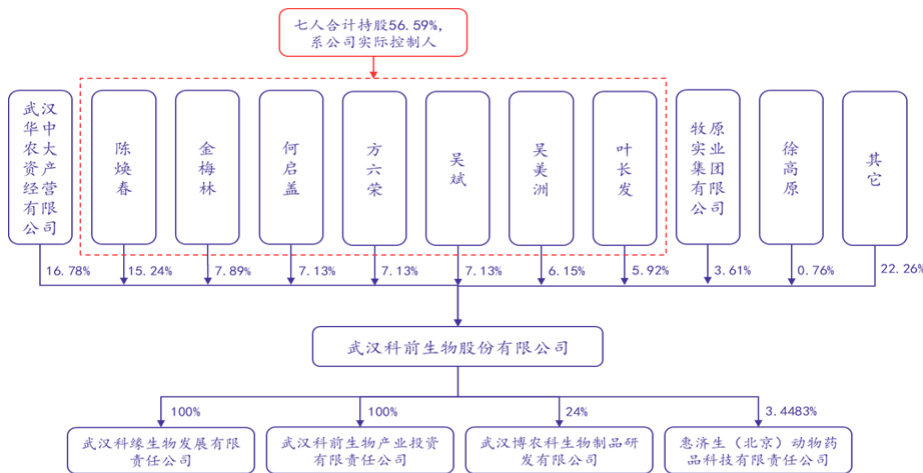 七人合计持股56.59%,
系公司实际控制人
武汉
华中
农大
资产
经营
有限
公司
陈焕春
金梅林
何启盖
方六荣
吴斌
吴美洲
叶长发
牧原
实业
集团
有限
公司
徐高原
其它
16.78%
15.24%
7.89%
7.13%
7.13%
7.13%
6.15%
5.92%
3.61%
0.76%
22.26%
武汉科前生物股份有限公司
100%
100%
24%
3.4483%
武汉科缘生物发展有限
责任公司
武汉科前生物产业投资
有限责任公司
武汉博农科生物制品研
发有限公司
惠济生（北京）动物药
品科技有限责任公司